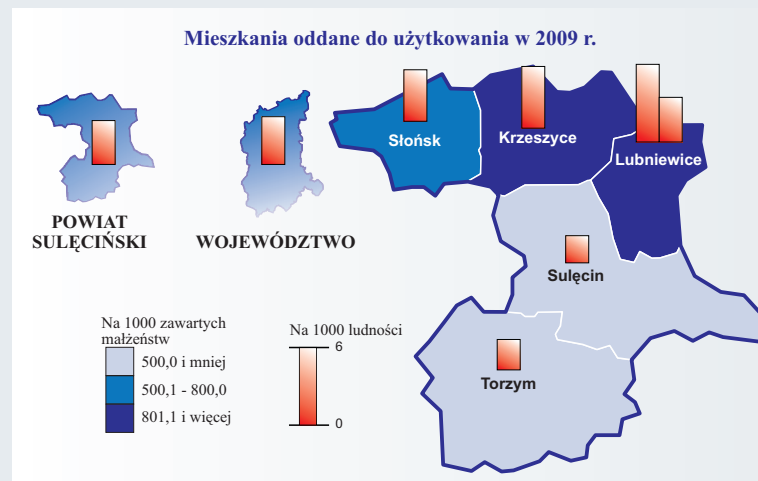 Mieszkania oddane do użytkowania w 2009 r.
Słońsk
Krzeszyce
Lubniewice
POWIAT
SULĘCIŃSKI
WOJEWÓDZTWO
Sulęcin
Torzym
Na 1000 zawartych
małżeństw
500,0 i mniej
500,1 - 800,0
801,1 i więcej
Na 1000 ludności
6
0